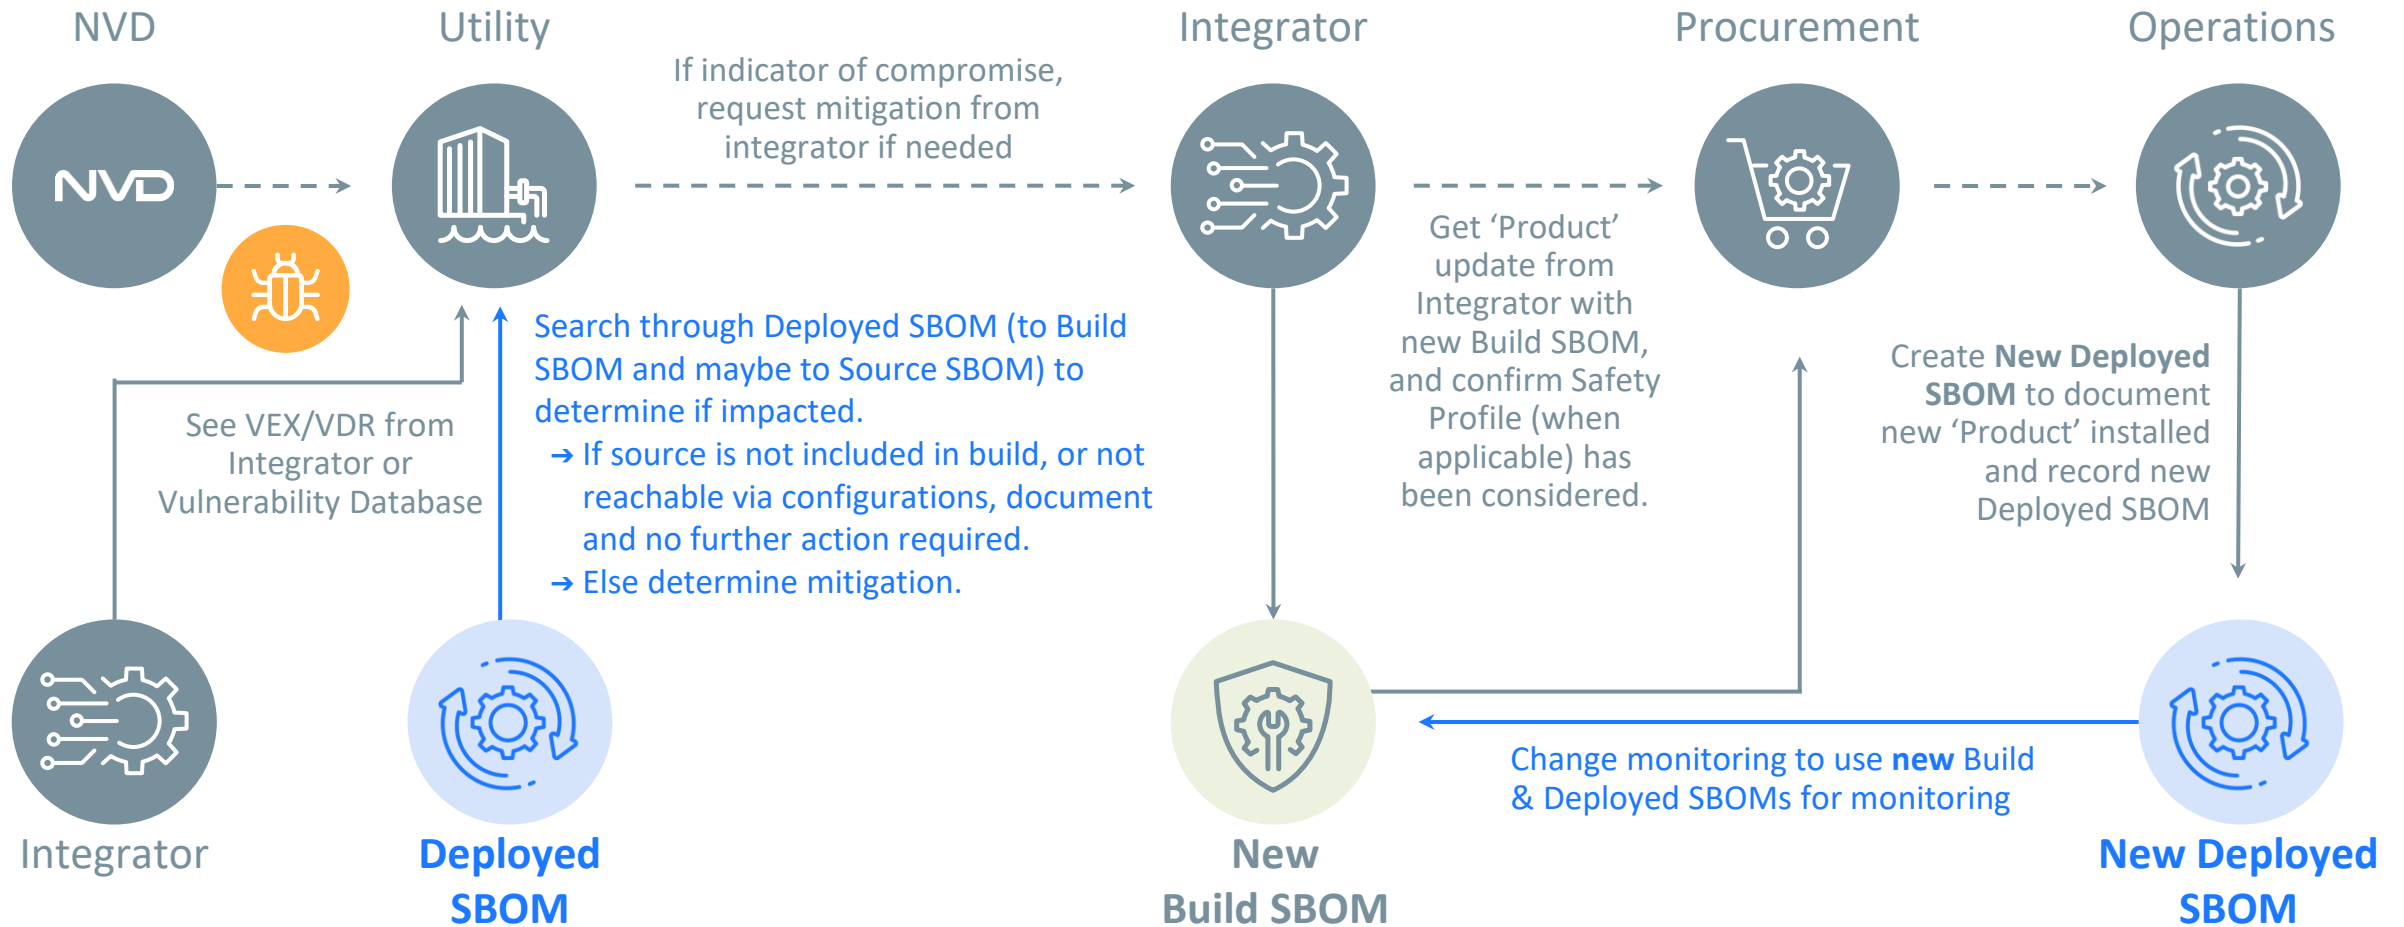 NVD
Utility
Integrator
Procurement
Operations
If indicator of compromise,
request mitigation from
integrator if needed
NVD
Get ‘Product’
update from
Integrator with
new Build SBOM,
and confirm Safety
Profile (when
applicable) has
been considered.
Search through Deployed SBOM (to Build
SBOM and maybe to Source SBOM) to
determine if impacted.
→ If source is not included in build, or not
reachable via configurations, document
and no further action required.
→ Else determine mitigation.
Create New Deployed
SBOM to document
new ‘Product’ installed
and record new
Deployed SBOM
See VEX/VDR from
Integrator or
Vulnerability Database
Change monitoring to use new Build
& Deployed SBOMs for monitoring
Integrator
Deployed
SBOM
New
Build SBOM
New Deployed
SBOM